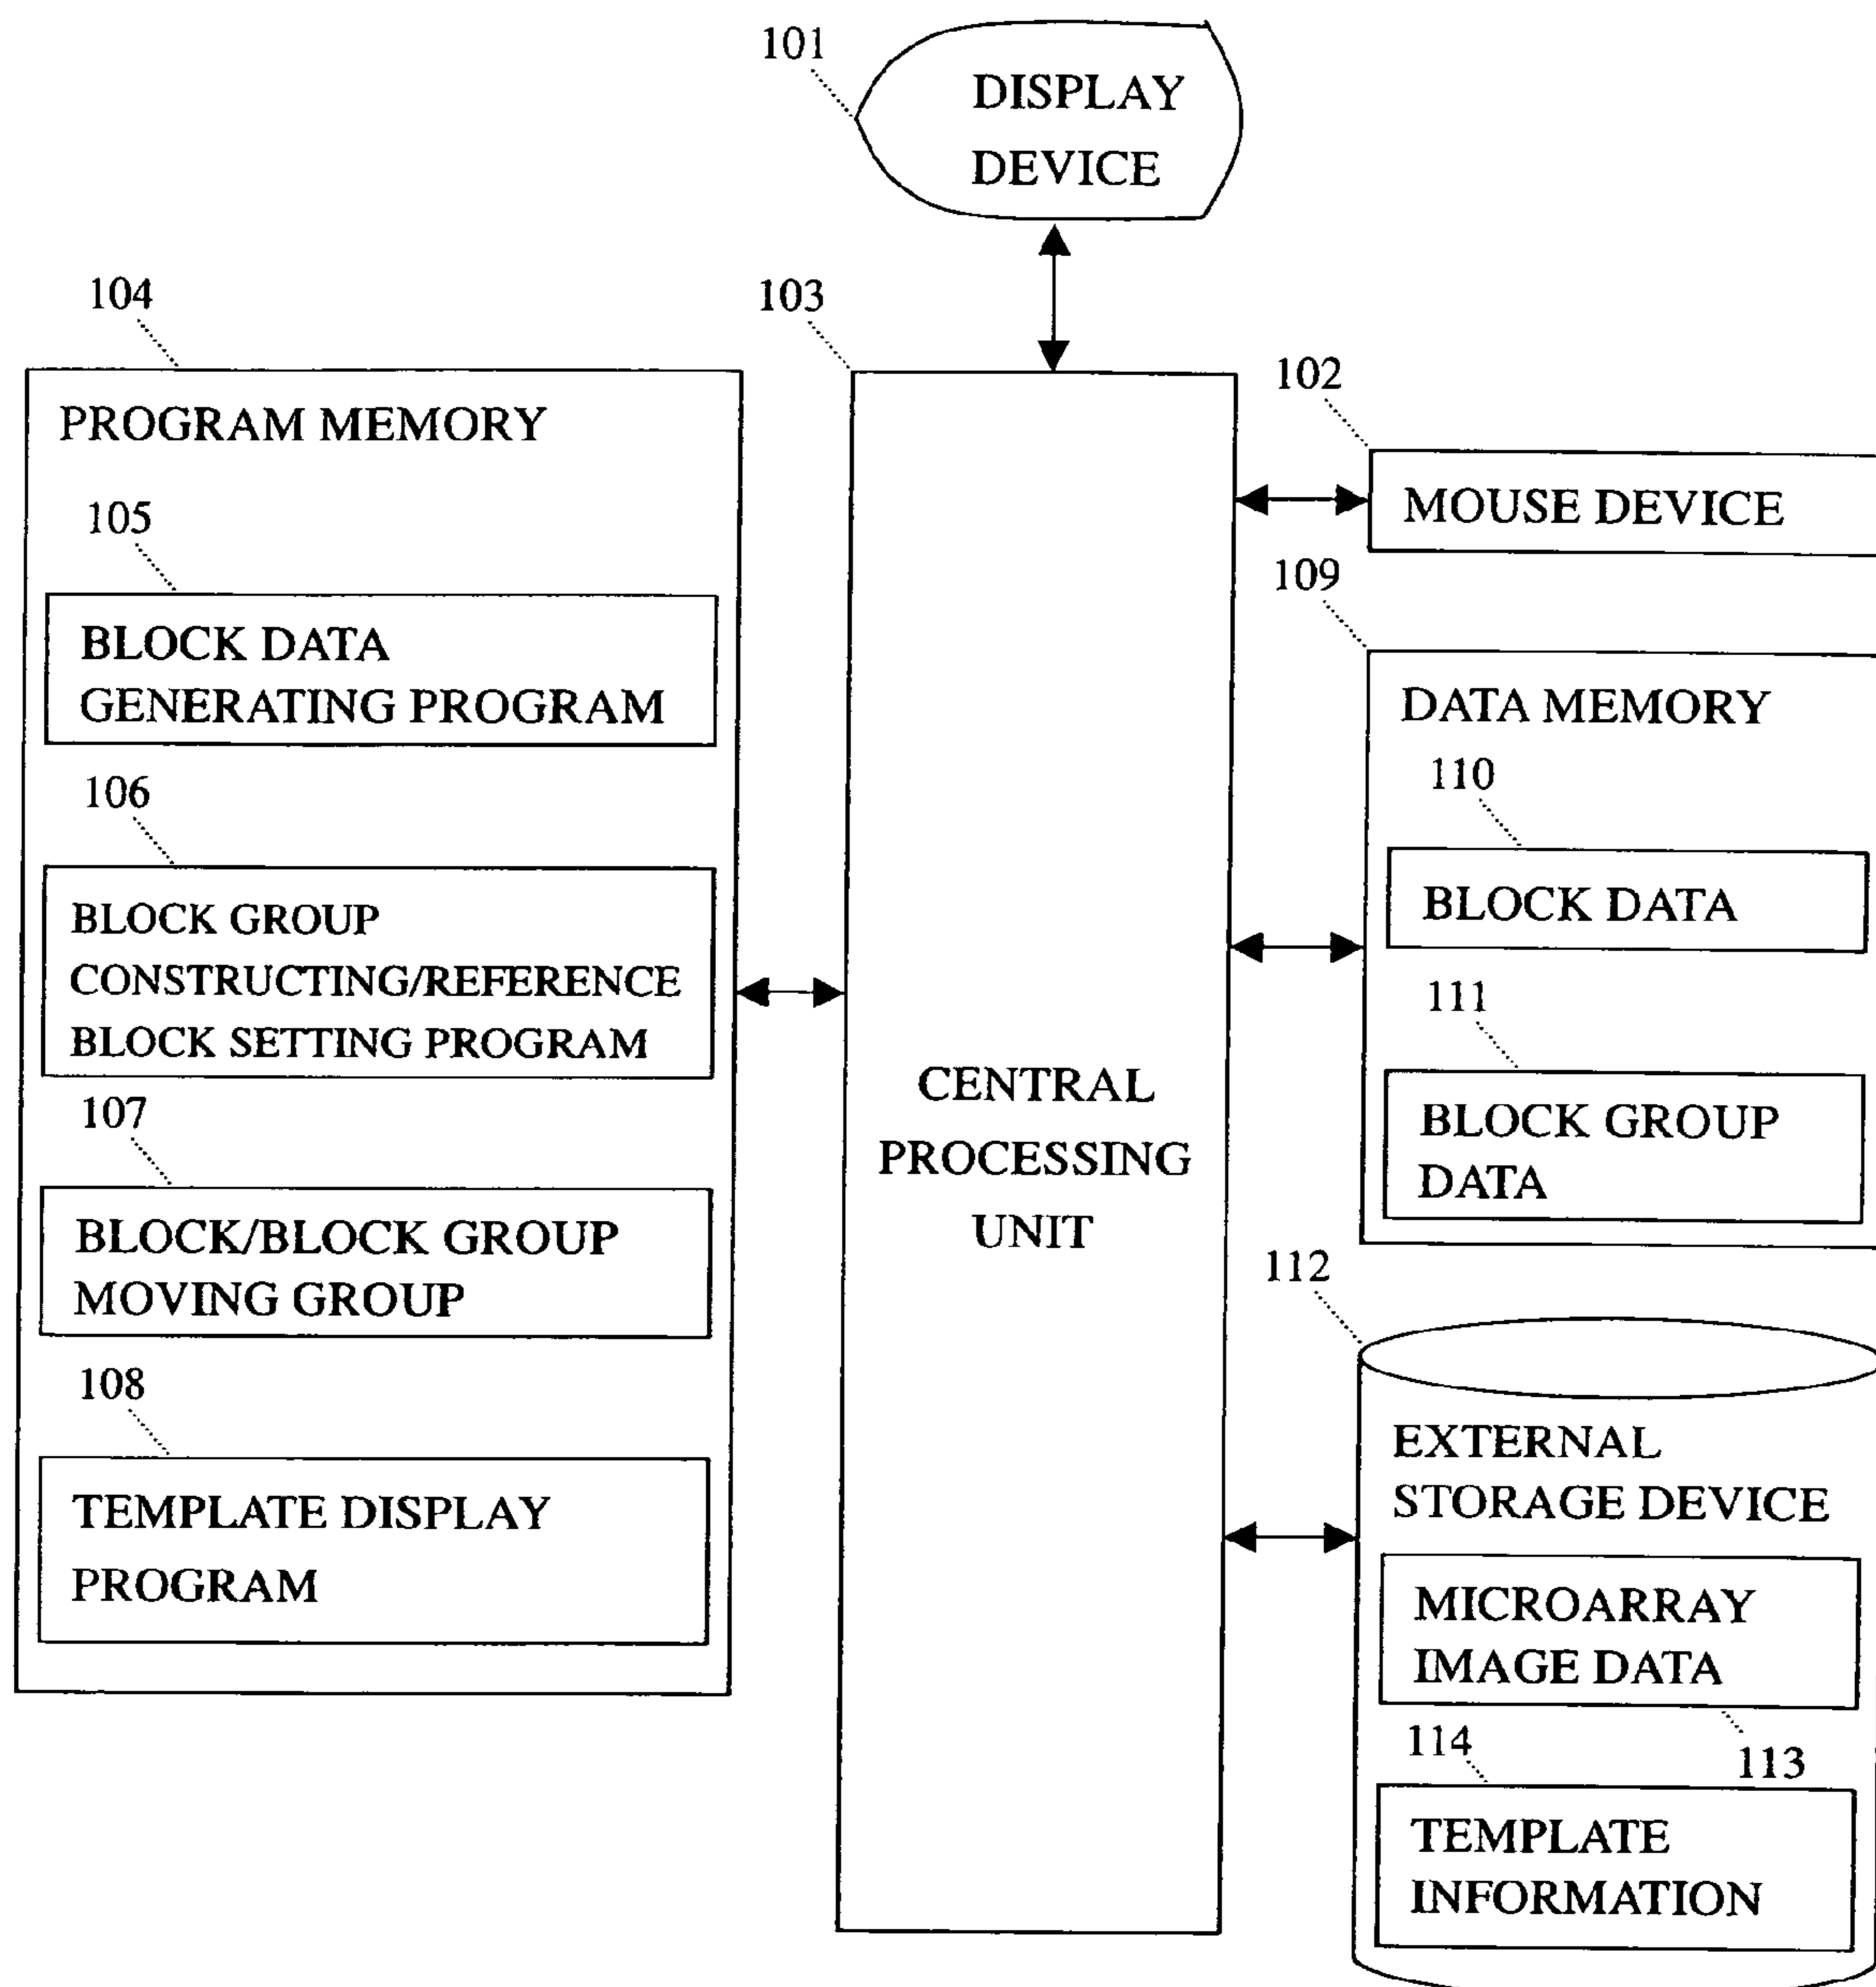 101
DISPLAY
DEVICE
104
103
102
PROGRAM MEMORY
MOUSE DEVICE
105
109
BLOCK DATA
GENERATING PROGRAM
DATA MEMORY
106
110
BLOCK GROUP
CONSTRUCTING/REFERENCE
BLOCK SETTING PROGRAM
BLOCK DATA
111
107
CENTRAL
PROCESSING
UNIT
BLOCK GROUP
DATA
BLOCK/BLOCK GROUP
MOVING GROUP
112
108
EXTERNAL
STORAGE DEVICE
TEMPLATE DISPLAY
PROGRAM
MICROARRAY
IMAGE DATA
113
114
TEMPLATE
INFORMATION